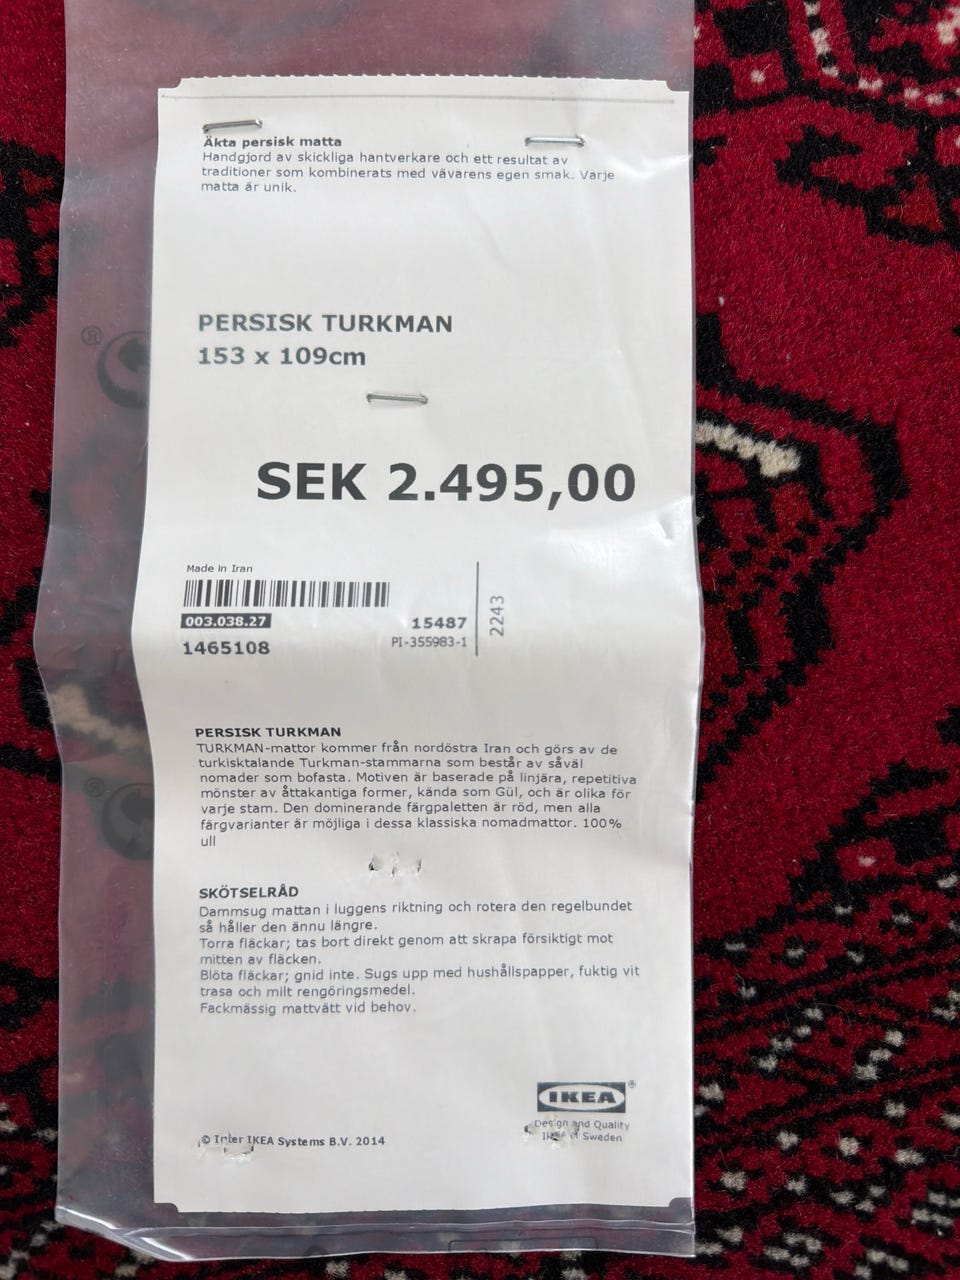 Äkta persisk matta
Handgjord av skickliga hantverkare och ett resultat av
traditioner som kombinerats med vävarens egen smak. Varje
matta är unik.
PERSISK TURKMAN
153 x 109cm
SEK 2.495,00
Made in Iran
003.038.27
15487
1465108
PI-355983-1
2243
PERSISK TURKMAN
TURKMAN-mattor kommer från nordöstra Iran och görs av de
turkisktalande Turkman-stammarna som består av såväl
nomader som bofasta. Motiven är baserade på linjära, repetitiva
mönster av åttakantiga former, kända som Gül, och är olika för
varje stam. Den dominerande färgpaletten är röd, men alla
färgvarianter är möjliga i dessa klassiska nomadmattor. 100%
ull
SKÖTSELRÅD
Dammsug mattan i luggens riktning och rotera den regelbundet
så håller den ännu längre.
Torra fläckar; tas bort direkt genom att skrapa försiktigt mot
mitten av fläcken.
Blöta fläckar; gnid inte. Sugs upp med hushållspapper, fuktig vit
trasa och milt rengöringsmedel.
Fackmässig mattvätt vid behov.
IKEA®
Design and Quality
IKEA of Sweden
© Inter IKEA Systems B.V. 2014
®
®